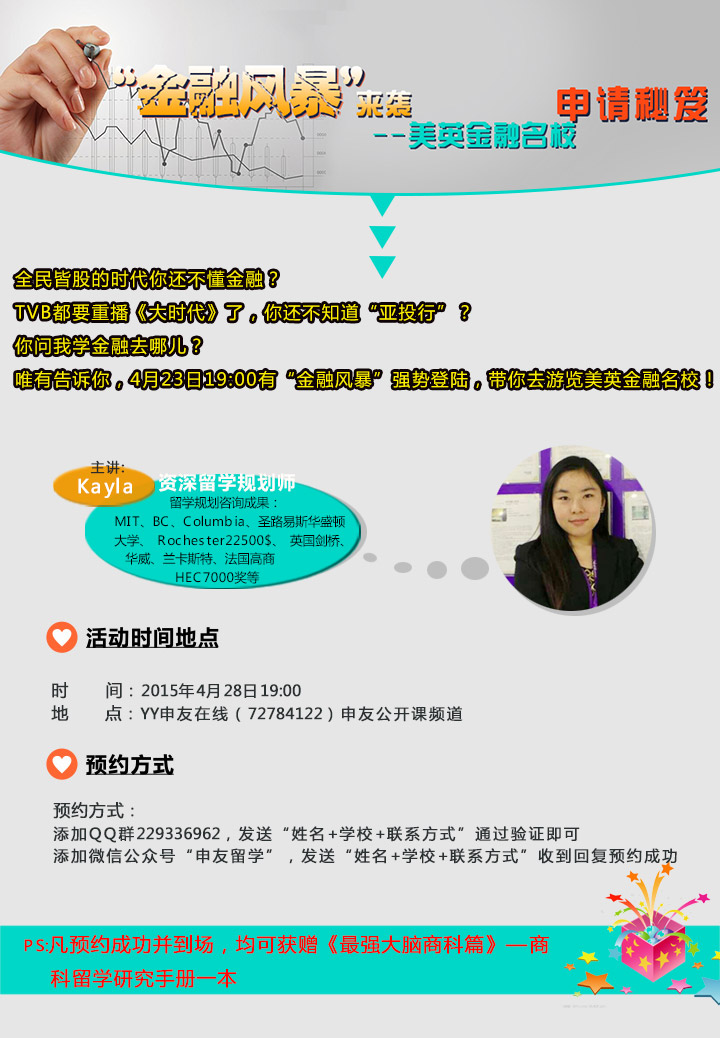 “金融风暴”来袭
--美英金融名校
申请秘笈
全民皆股的时代你还不懂金融？
TVB都要重播《大时代》了，你还不知道“亚投行”？
你问我学金融去哪儿？
唯有告诉你，4月23日19:00有“金融风暴”强势登陆，带你去游览美英金融名校！
主讲:
Kayla
资深留学规划师
留学规划咨询成果：
MIT、BC、Columbia、圣路易斯华盛顿
大学、 Rochester22500$、 英国剑桥、
华威、兰卡斯特、法国高商
HEC7000奖等
活动时间地点
时 间：2015年4月28日19:00
地 点：YY申友在线（72784122）申友公开课频道
预约方式
预约方式：
添加QQ群229336962，发送“姓名+学校+联系方式”通过验证即可
添加微信公众号“申友留学”，发送“姓名+学校+联系方式”收到回复预约成功
PS:凡预约成功并到场，均可获赠《最强大脑商科篇》—商
科留学研究手册一本